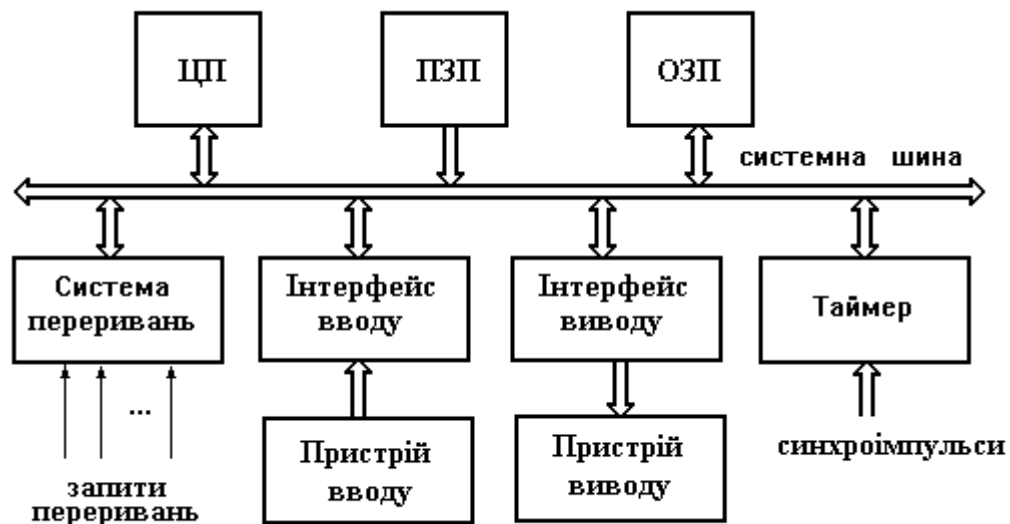 ЦП
ПЗП
ОЗП
системна шина
Система
переривань
Інтерфейс
вводу
Інтерфейс
виводу
Таймер
...
запити
переривань
Пристрій
вводу
Пристрій
виводу
синхроімпульси